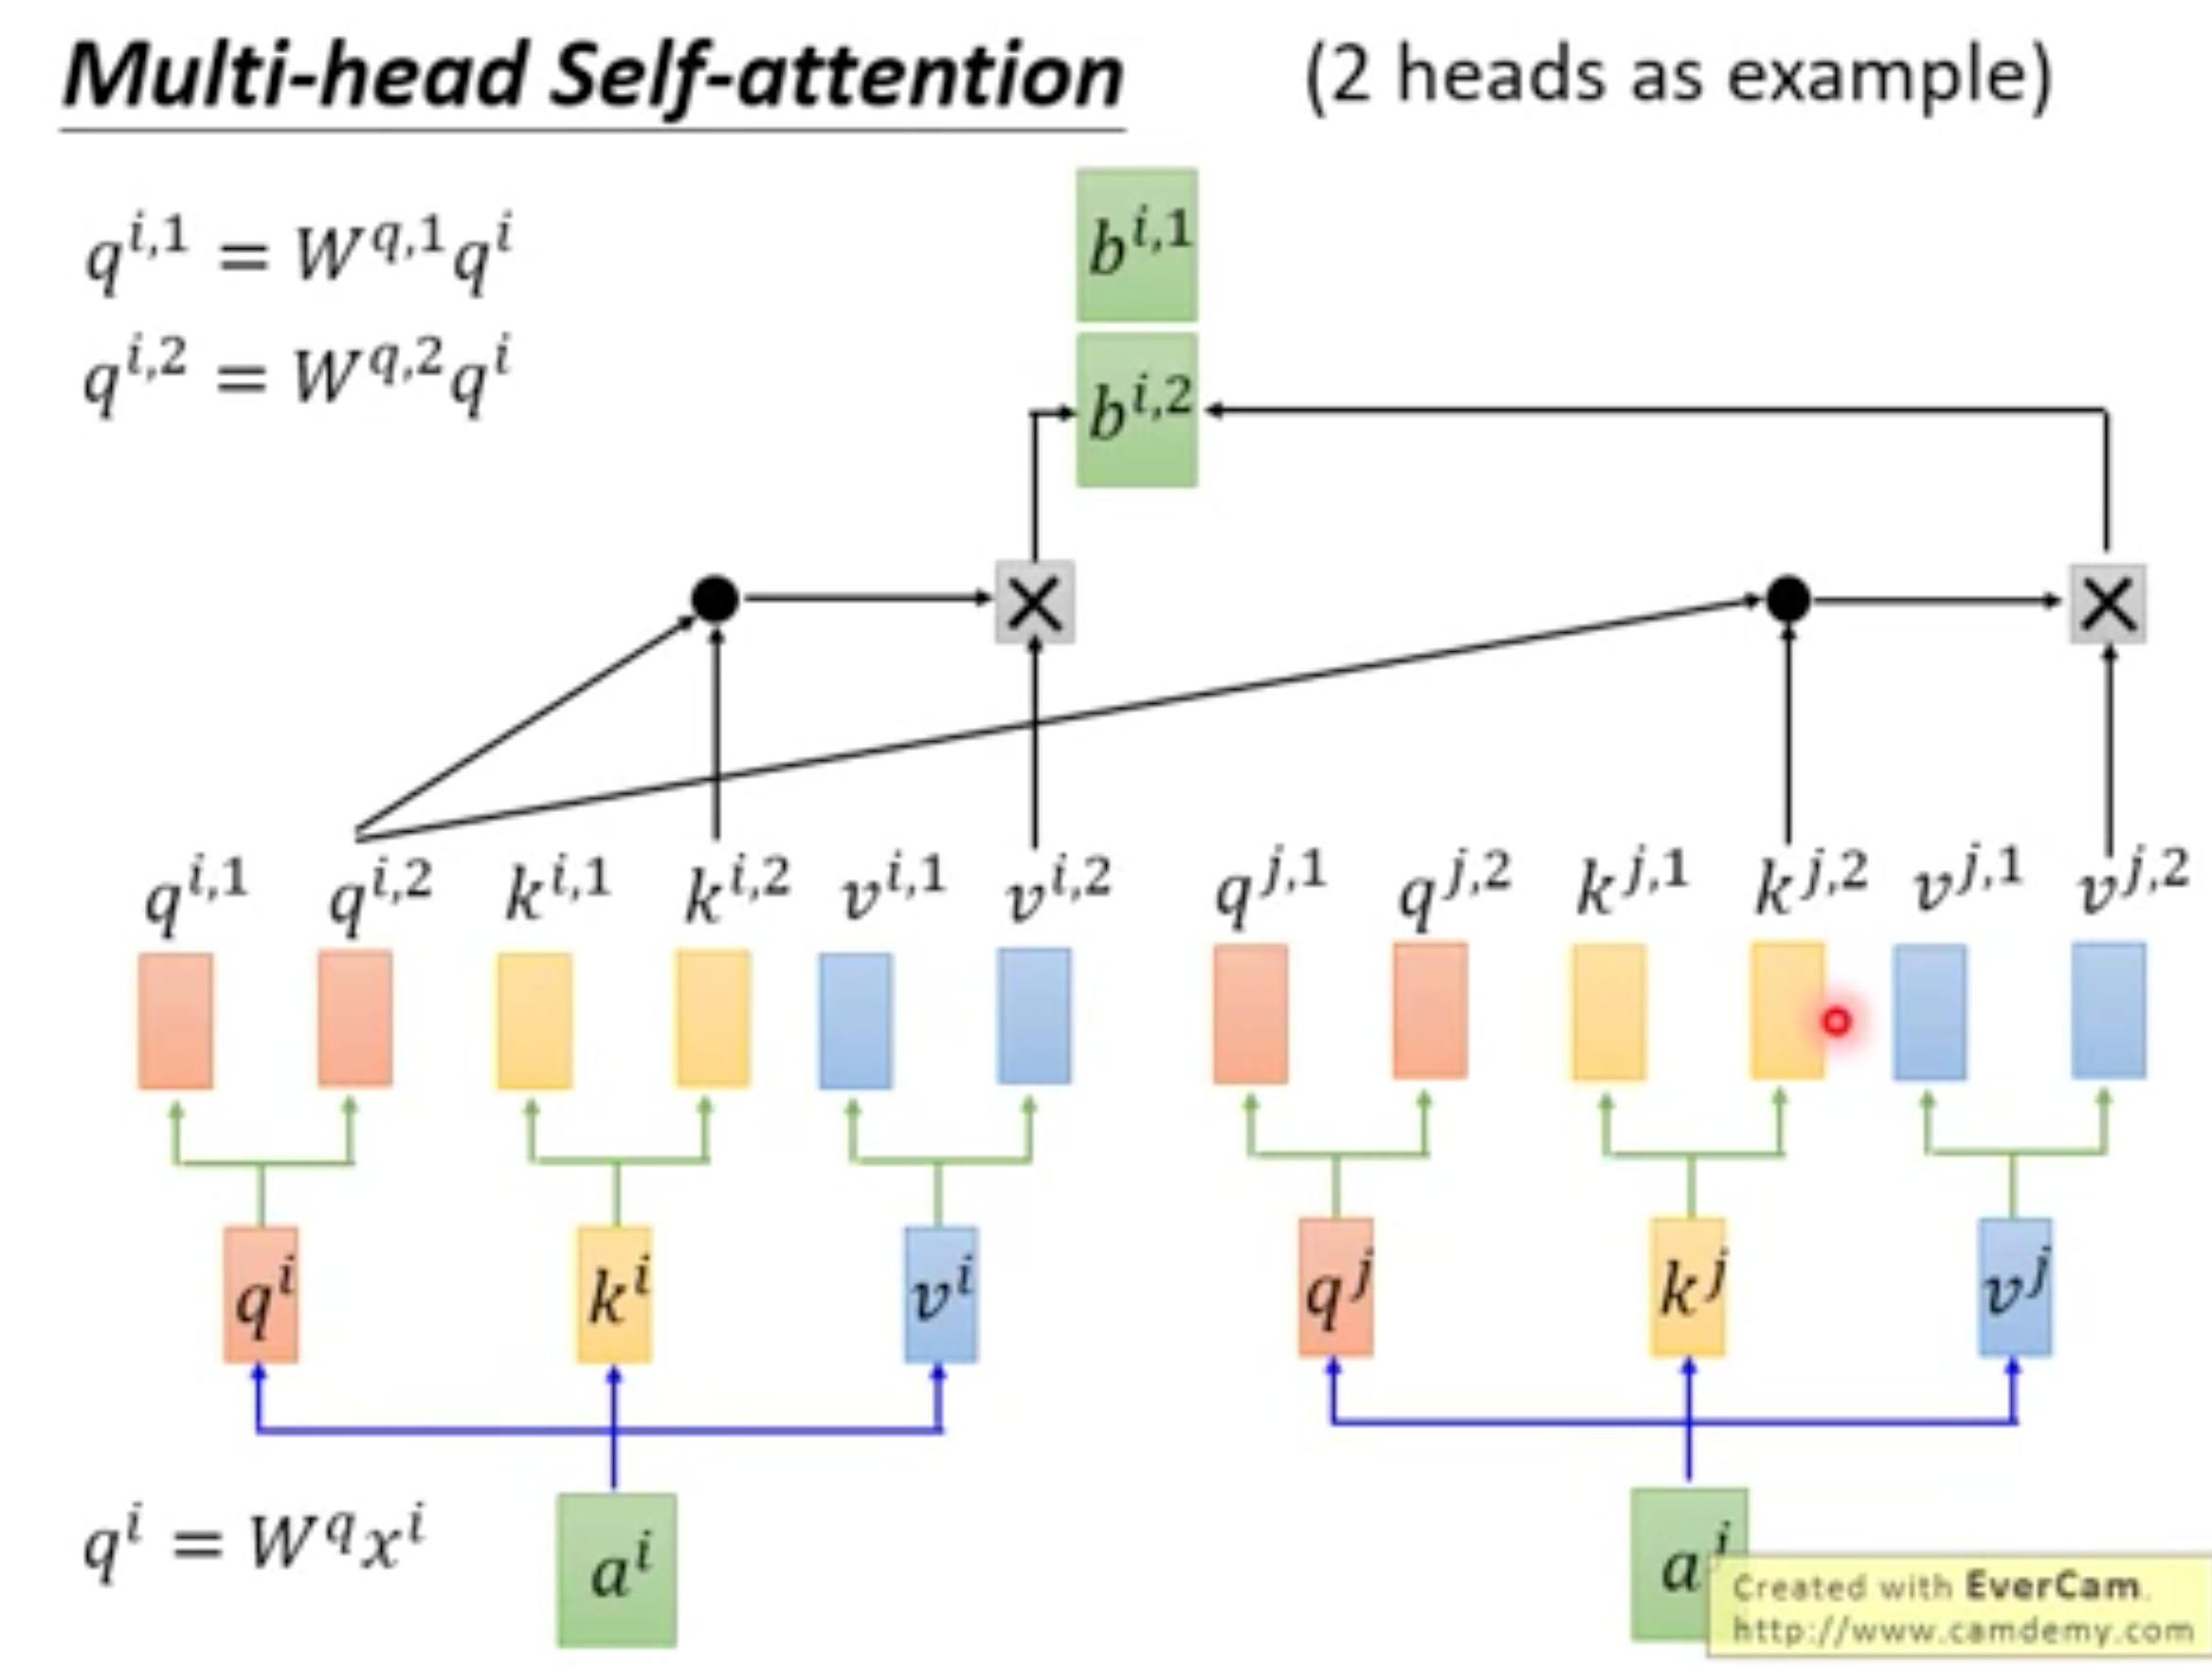 Multi-head Self-attention (2 heads as example)
q^{i,1} = W^{q,1}q^i
q^{i,2} = W^{q,2}q^i
b^{i,1}
b^{i,2}
q^{i,1} q^{i,2} k^{i,1} k^{i,2} v^{i,1} v^{i,2} q^{j,1} q^{j,2} k^{j,1} k^{j,2} v^{j,1} v^{j,2}
q^i k^i v^i q^j k^j v^j
q^i = W^q x^i
a^i a^j
Created with EverCam.
http://www.camdemy.com